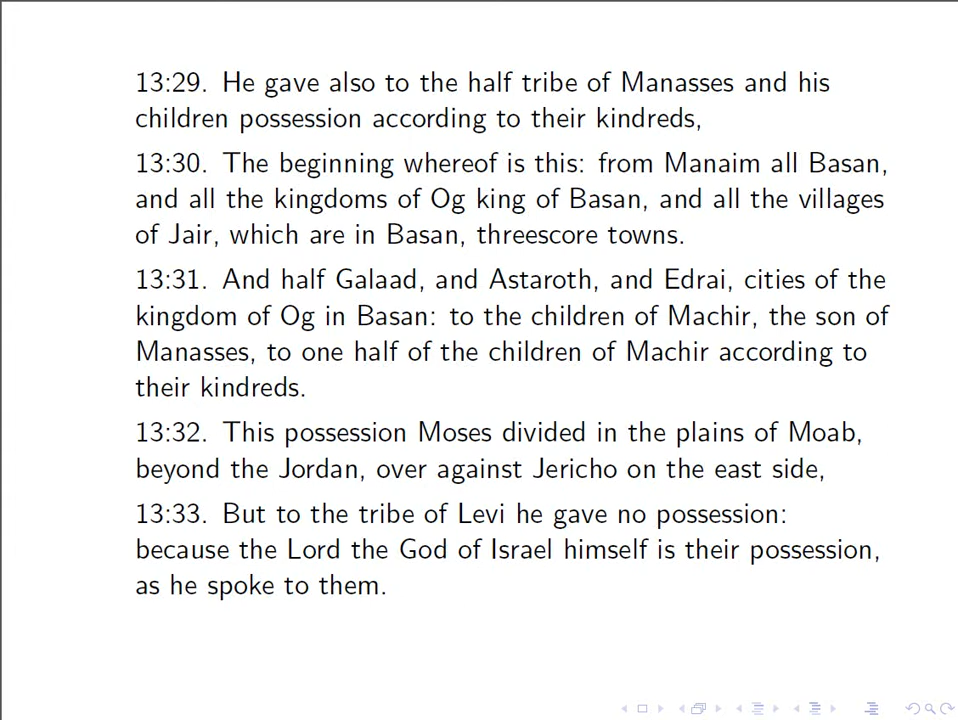 13:29. He gave also to the half tribe of Manasses and his
children possession according to their kindreds,
13:30. The beginning whereof is this: from Manaim all Basan,
and all the kingdoms of Og king of Basan, and all the villages
of Jair, which are in Basan, threescore towns.
13:31. And half Galaad, and Astaroth, and Edrai, cities of the
kingdom of Og in Basan: to the children of Machir, the son of
Manasses, to one half of the children of Machir according to
their kindreds.
13:32. This possession Moses divided in the plains of Moab,
beyond the Jordan, over against Jericho on the east side,
13:33. But to the tribe of Levi he gave no possession:
because the Lord the God of Israel himself is their possession,
as he spoke to them.